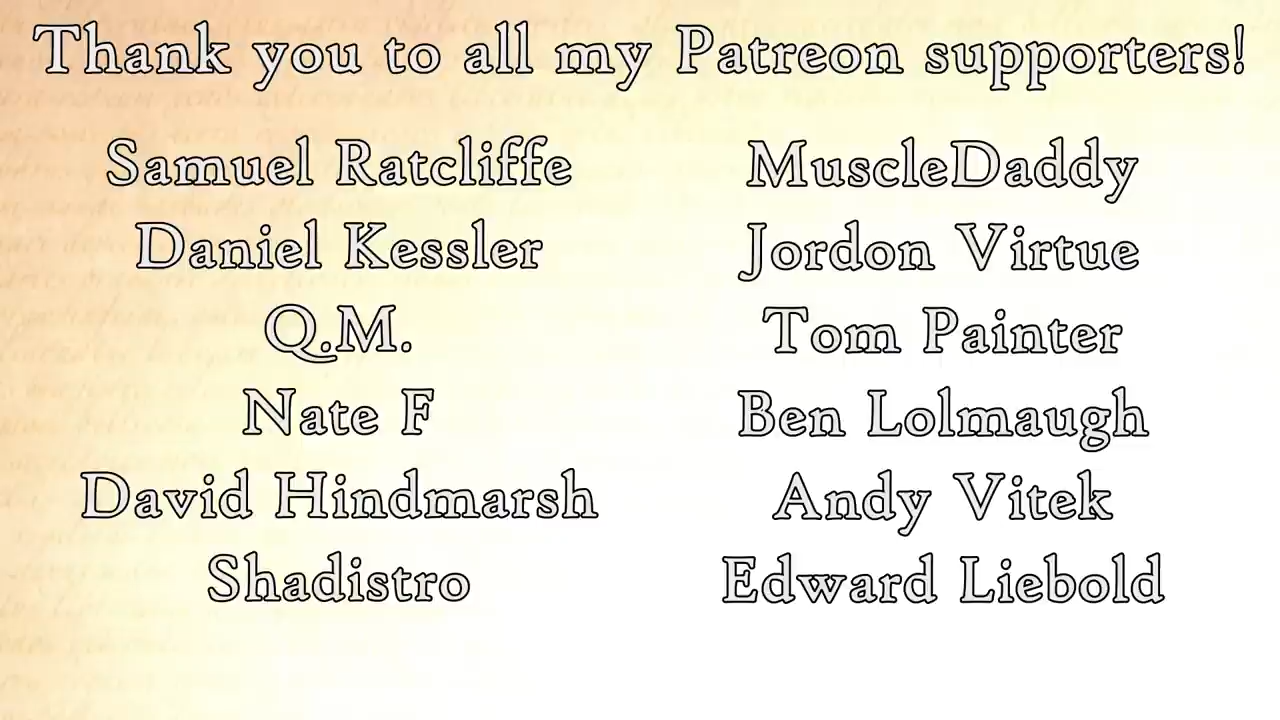 Thank you to all my Patreon supporters!
Samuel Ratcliffe
Daniel Kessler
Q.M.
Nate F
David Hindmarsh
Shadistro
MuscleDaddy
Jordon Virtue
Tom Painter
Ben Lolmaugh
Andy Vitek
Edward Liebold